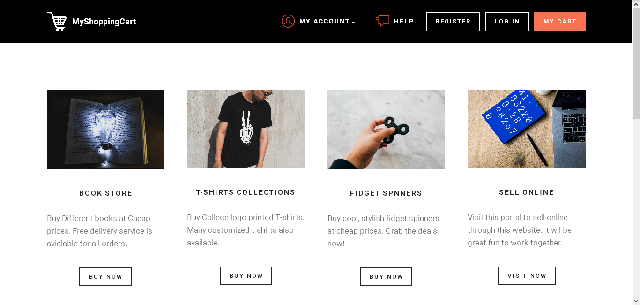 MyShoppingCart
MY ACCOUNT
HELP
REGISTER
LOG IN
MY CART
BOOK STORE
Buy Different books at Cheap
prices. Free delivery service is
available for all orders.
BUY NOW
T-SHIRTS COLLECTIONS
Buy College logo printed T-shirts.
Many customized t-shirts also
available.
BUY NOW
FIDGET SPINNERS
Buy cool, stylish fidget spinners
at cheap prices. Grab the deals
now!
BUY NOW
SELL ONLINE
Visit this portal to sell online
through this website. It will be
great fun to work together.
VISIT NOW